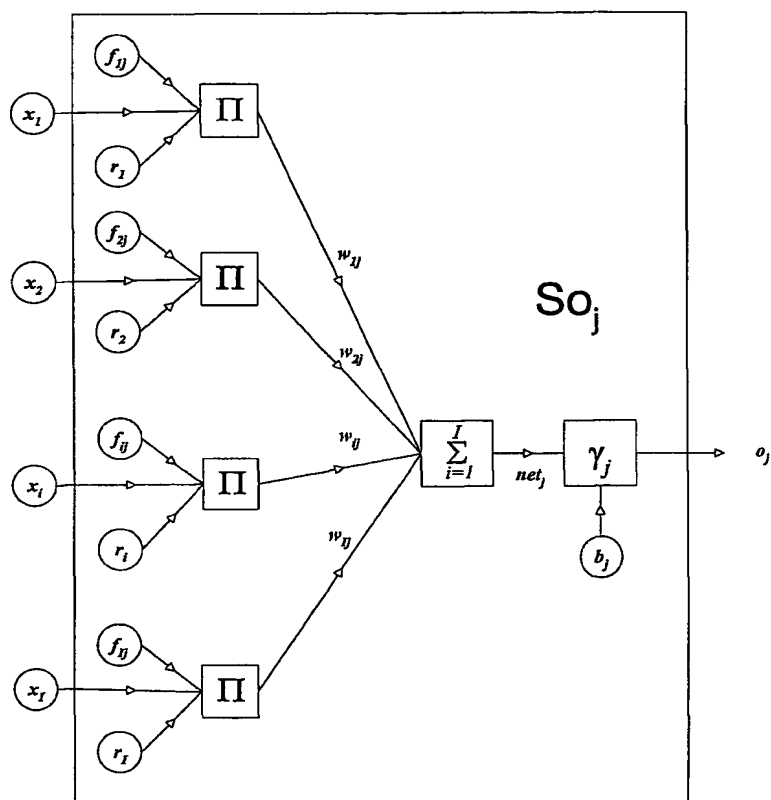 f1j
x1
Π
r1
w1j
f2j
x2
Π
r2
w2j
Soj
fij
xi
Π
ri
wij
I
∑
i=1
netj
γj
oj
bj
wIj
fIj
xI
Π
rI